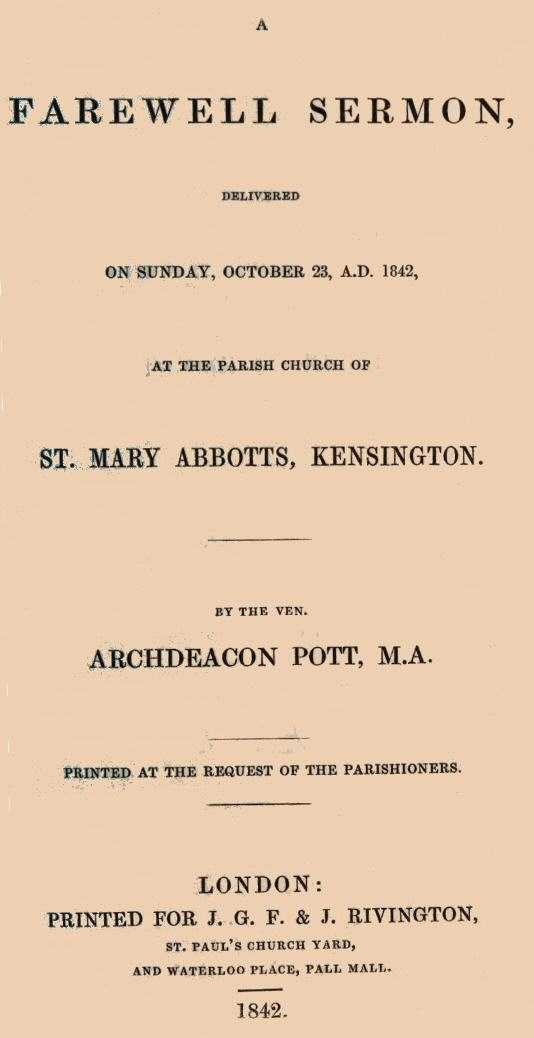 A
FAREWELL SERMON,
DELIVERED
ON SUNDAY, OCTOBER 23, A.D. 1842,
AT THE PARISH CHURCH OF
ST. MARY ABBOTTS, KENSINGTON.
BY THE VEN.
ARCHDEACON POTT, M.A.
PRINTED AT THE REQUEST OF THE PARISHIONERS.
LONDON:
PRINTED FOR J. G. F. & J. RIVINGTON,
ST. PAUL'S CHURCH YARD,
AND WATERLOO PLACE, PALL MALL.
1842.